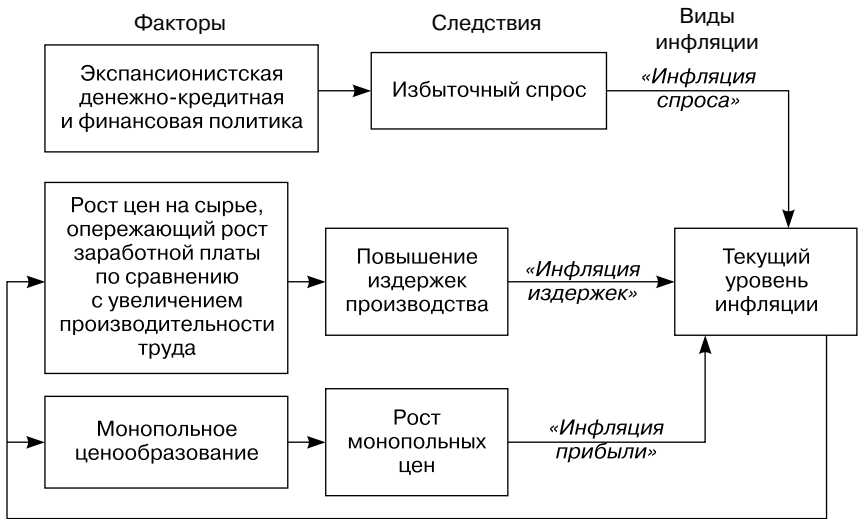 Факторы
Следствия
Виды
инфляции
Экспансионистская
денежно-кредитная
и финансовая политика
Избыточный спрос
«Инфляция
спроса»
Рост цен на сырье,
опережающий рост
заработной платы
по сравнению
с увеличением
производительности
труда
Повышение
издержек
производства
«Инфляция
издержек»
Текущий
уровень
инфляции
Монопольное
ценообразование
Рост
монопольных
цен
«Инфляция
прибыли»